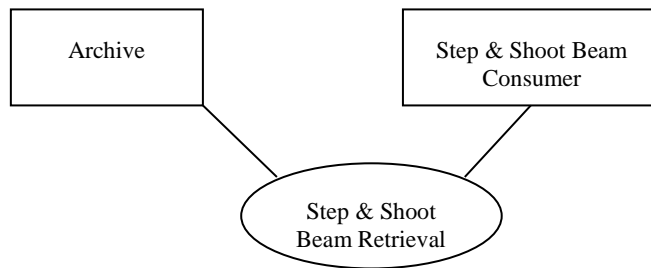 Archive
Step & Shoot Beam
Consumer
Step & Shoot
Beam Retrieval